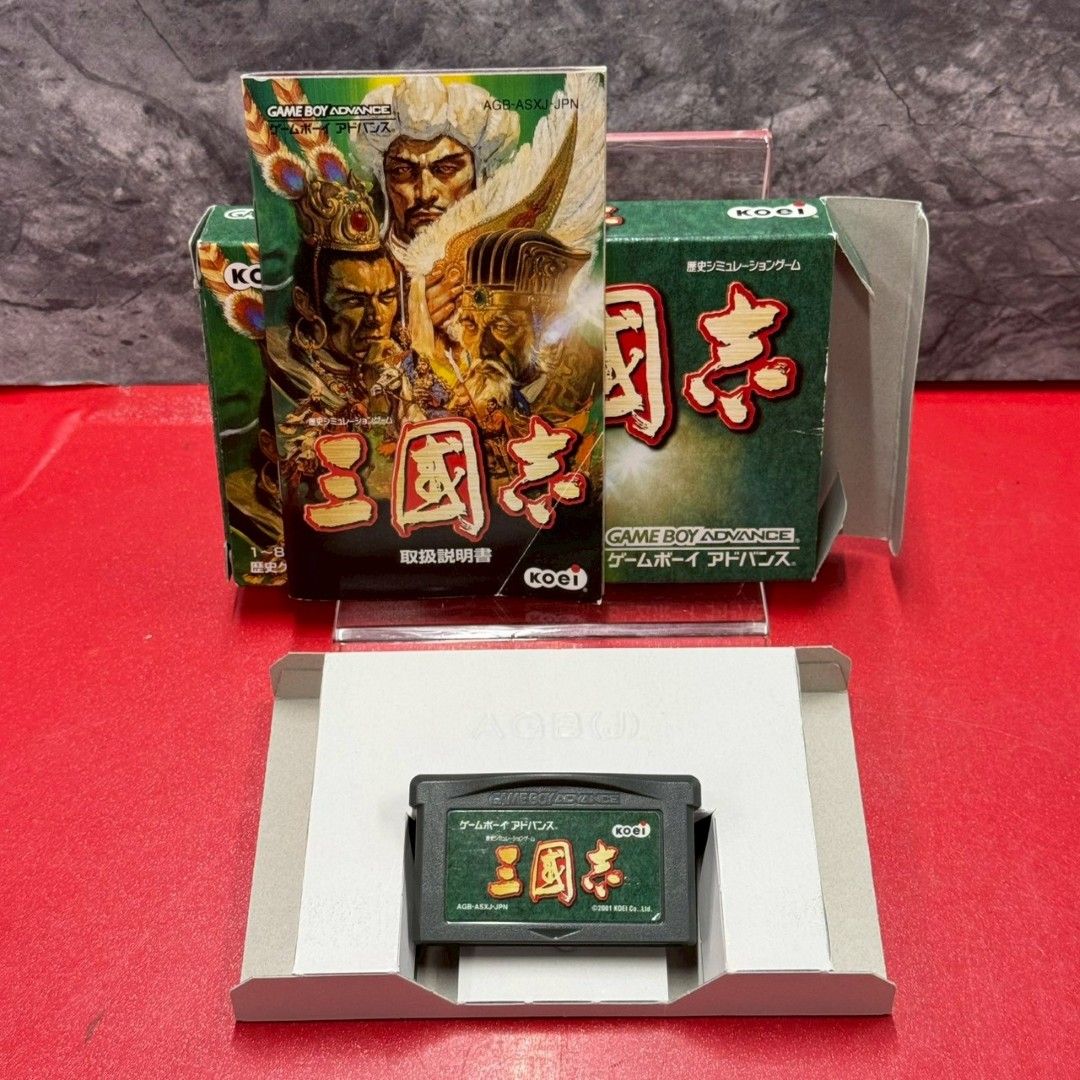 GAME BOY ADVANCE
ゲームボーイ アドバンス
AGB-ASXJ-JPN
歴史シミュレーションゲーム
三國志
取扱説明書
KOEI
1~8
歴史
KOEI
歴史シミュレーションゲーム
國志
GAME BOY ADVANCE
ゲームボーイ アドバンス
AGB(J)
GAME BOY ADVANCE
ゲームボーイ アドバンス
KOEI
歴史シミュレーションゲーム
三國志
AGB-ASXJ-JPN
©2001 KOEI Co.,Ltd.